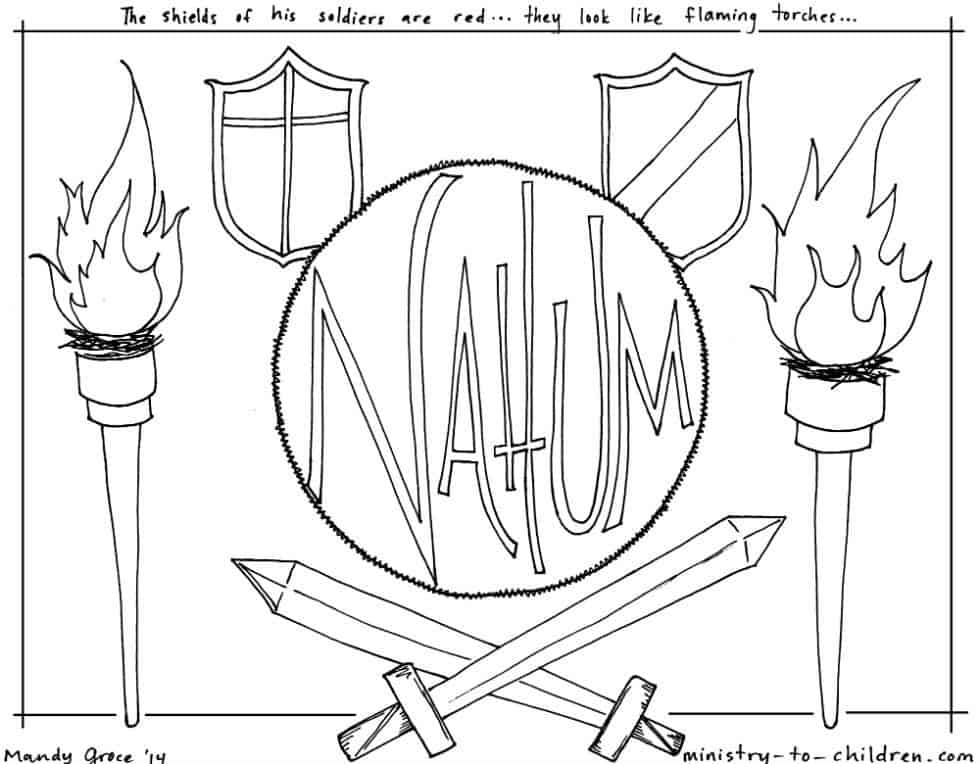 The shields of his soldiers are red... they look like flaming torches...
NAHUM
Mandy Groce '14
ministry-to-children.com